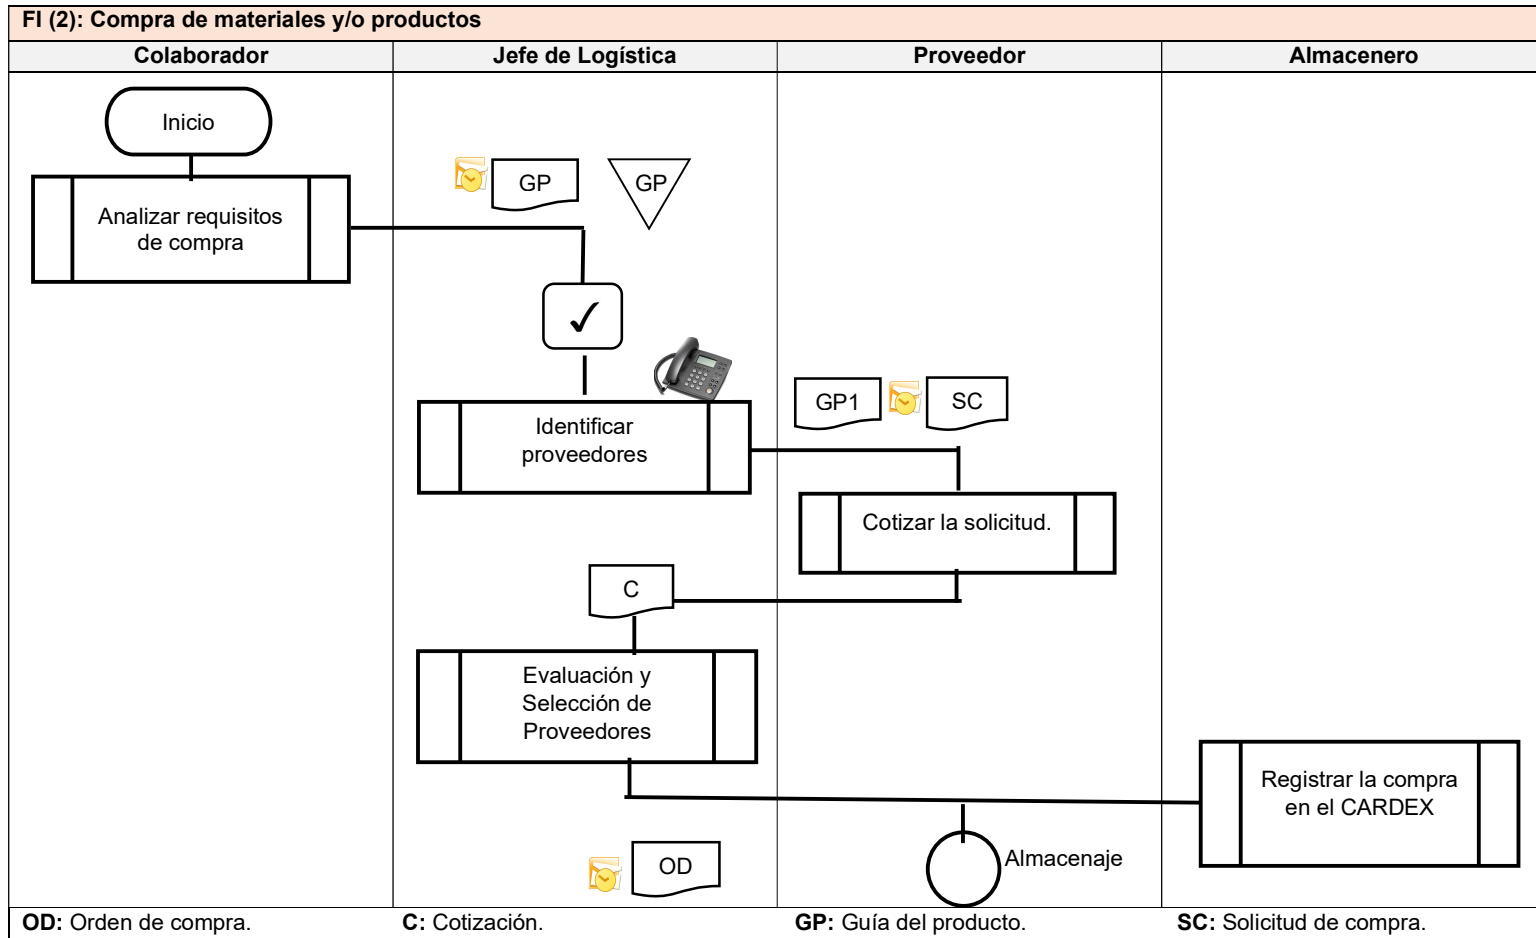 FI (2): Compra de materiales y/o productos
Colaborador
Jefe de Logística
Proveedor
Almacenero
Inicio
GP
GP
Analizar requisitos
de compra
Identificar
proveedores
GP1
SC
Cotizar la solicitud.
C
Evaluación y
Selección de
Proveedores
Registrar la compra
en el CARDEX
OD
Almacenaje
OD: Orden de compra.
C: Cotización.
GP: Guía del producto.
SC: Solicitud de compra.